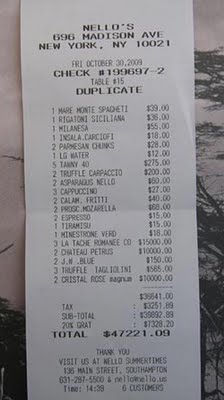 NELLO'S
696 MADISON AVE
NEW YORK, NY 10021
FRI OCTOBER 30,2009
CHECK #199697-2
TABLE #15
DUPLICATE
1 MARE MONTE SPAGHETI $39.00
1 RIGATONI SICILIANA $36.00
1 MILANESA $55.00
1 INSALA.CARCIOFI $18.00
2 PARMESAN CHUNKS $28.00
1 LG WATER $12.00
5 TAWNY 40 $275.00
2 TRUFFLE CARPACCIO $200.00
2 ASPARAGUS NELLO $60.00
3 CAPPUCCINO $27.00
2 CALAM, FRITTI $40.00
2 PROSC MOZARELLA $68.00
2 ESPRESSO $15.00
1 TIRAMISU $15.00
1 MINESTRONE VERD $18.00
3 LA TACHE ROMANEE CO $15000.00
2 CHATEAU PETRUS $10000.00
2 J.W .BLUE $150.00
3 TRUFFLE TAGLIOLINI $585.00
2 CRISTAL ROSE magnum $10000.00
$36641.00
TAX $3251.89
SUB-TOTAL $39892.89
20% GRAT $7328.20
TOTAL $47221.09
THANK YOU
VISIT US AT NELLO SUMMERTIMES
136 MAIN STREET, SOUTHAMPTON
631-287-5500 & nello@nello.us
Time: 14:39 6 CUSTOMERS